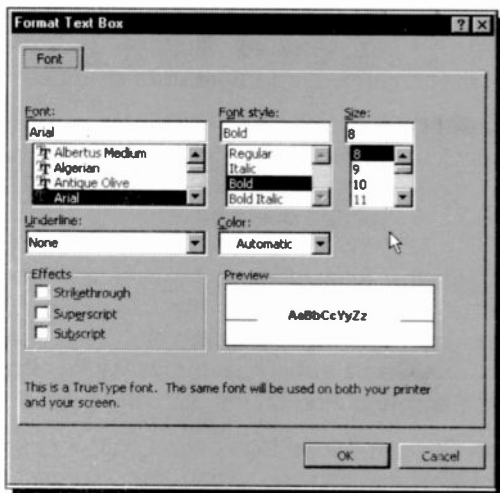 Format Text Box
Font
Font: Font style: Size:
Arial Bold 8
Albertus Medium Regular 8
Algerian Italic 9
Antique Olive Bold 10
Arial Bold Italic 11
Underline: Color:
None Automatic
Effects Preview
Strikethrough
Superscript AaBbCcYyZz
Subscript
This is a TrueType font. The same font will be used on both your printer
and your screen.
OK Cancel